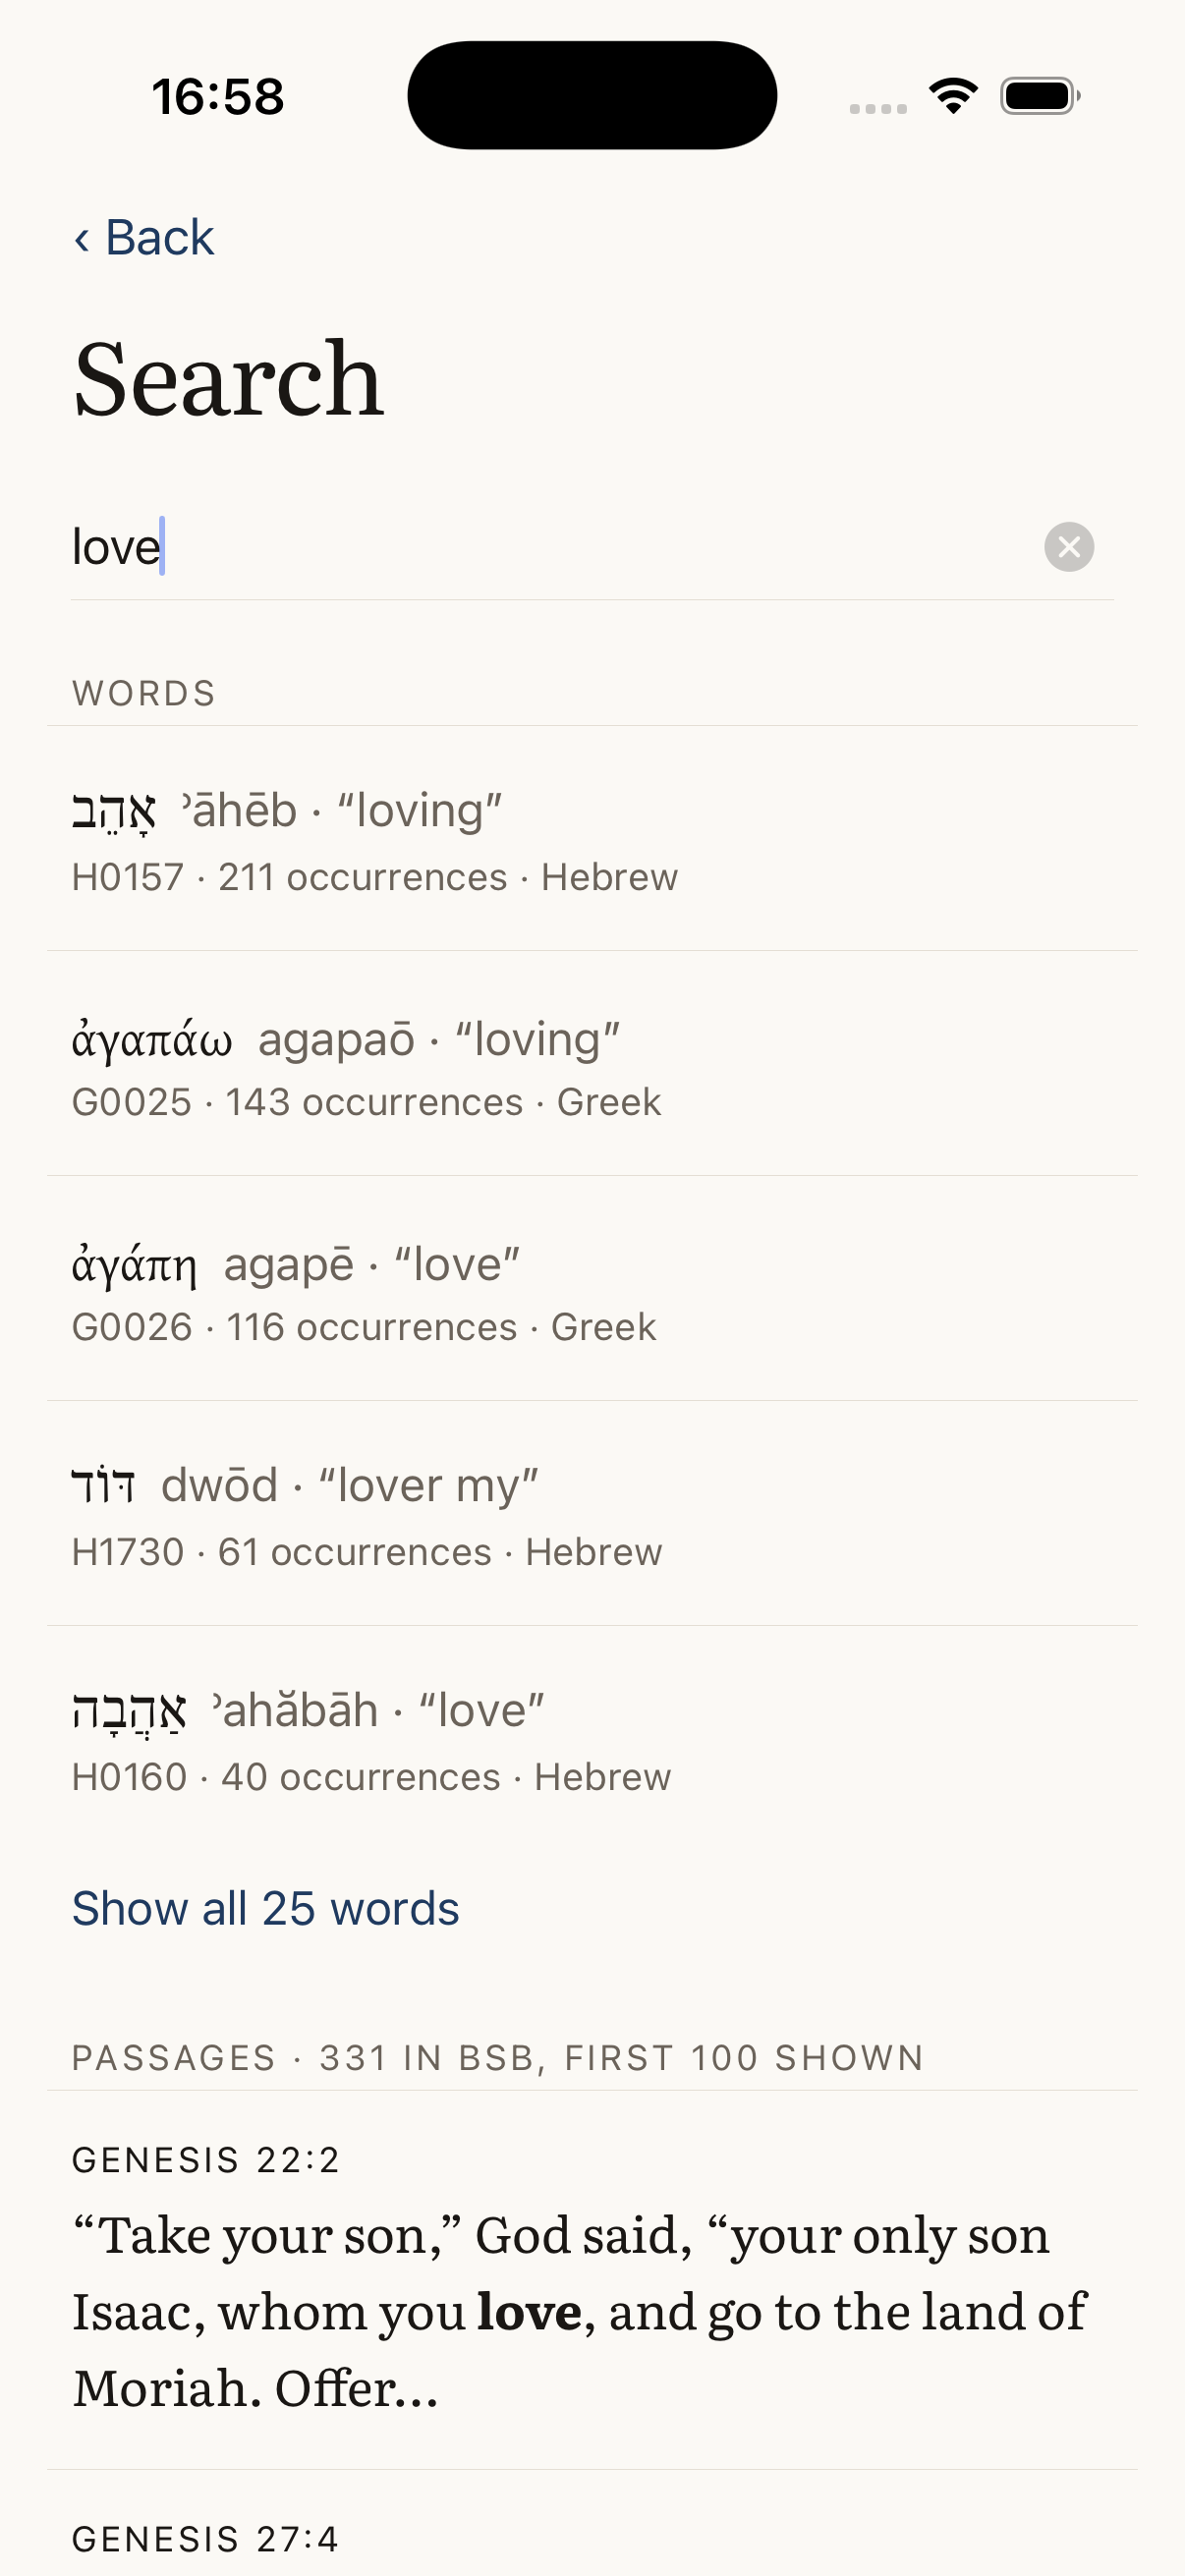 16:58
‹ Back
Search
love
WORDS
אָהֵב ʾāhēb · “loving”
H0157 · 211 occurrences · Hebrew
ἀγαπάω agapaō · “loving”
G0025 · 143 occurrences · Greek
ἀγάπη agapē · “love”
G0026 · 116 occurrences · Greek
דּוֹד dwōd · “lover my”
H1730 · 61 occurrences · Hebrew
אַהֲבָה ʾahăbāh · “love”
H0160 · 40 occurrences · Hebrew
Show all 25 words
PASSAGES · 331 IN BSB, FIRST 100 SHOWN
GENESIS 22:2
“Take your son,” God said, “your only son
Isaac, whom you love, and go to the land of
Moriah. Offer…
GENESIS 27:4